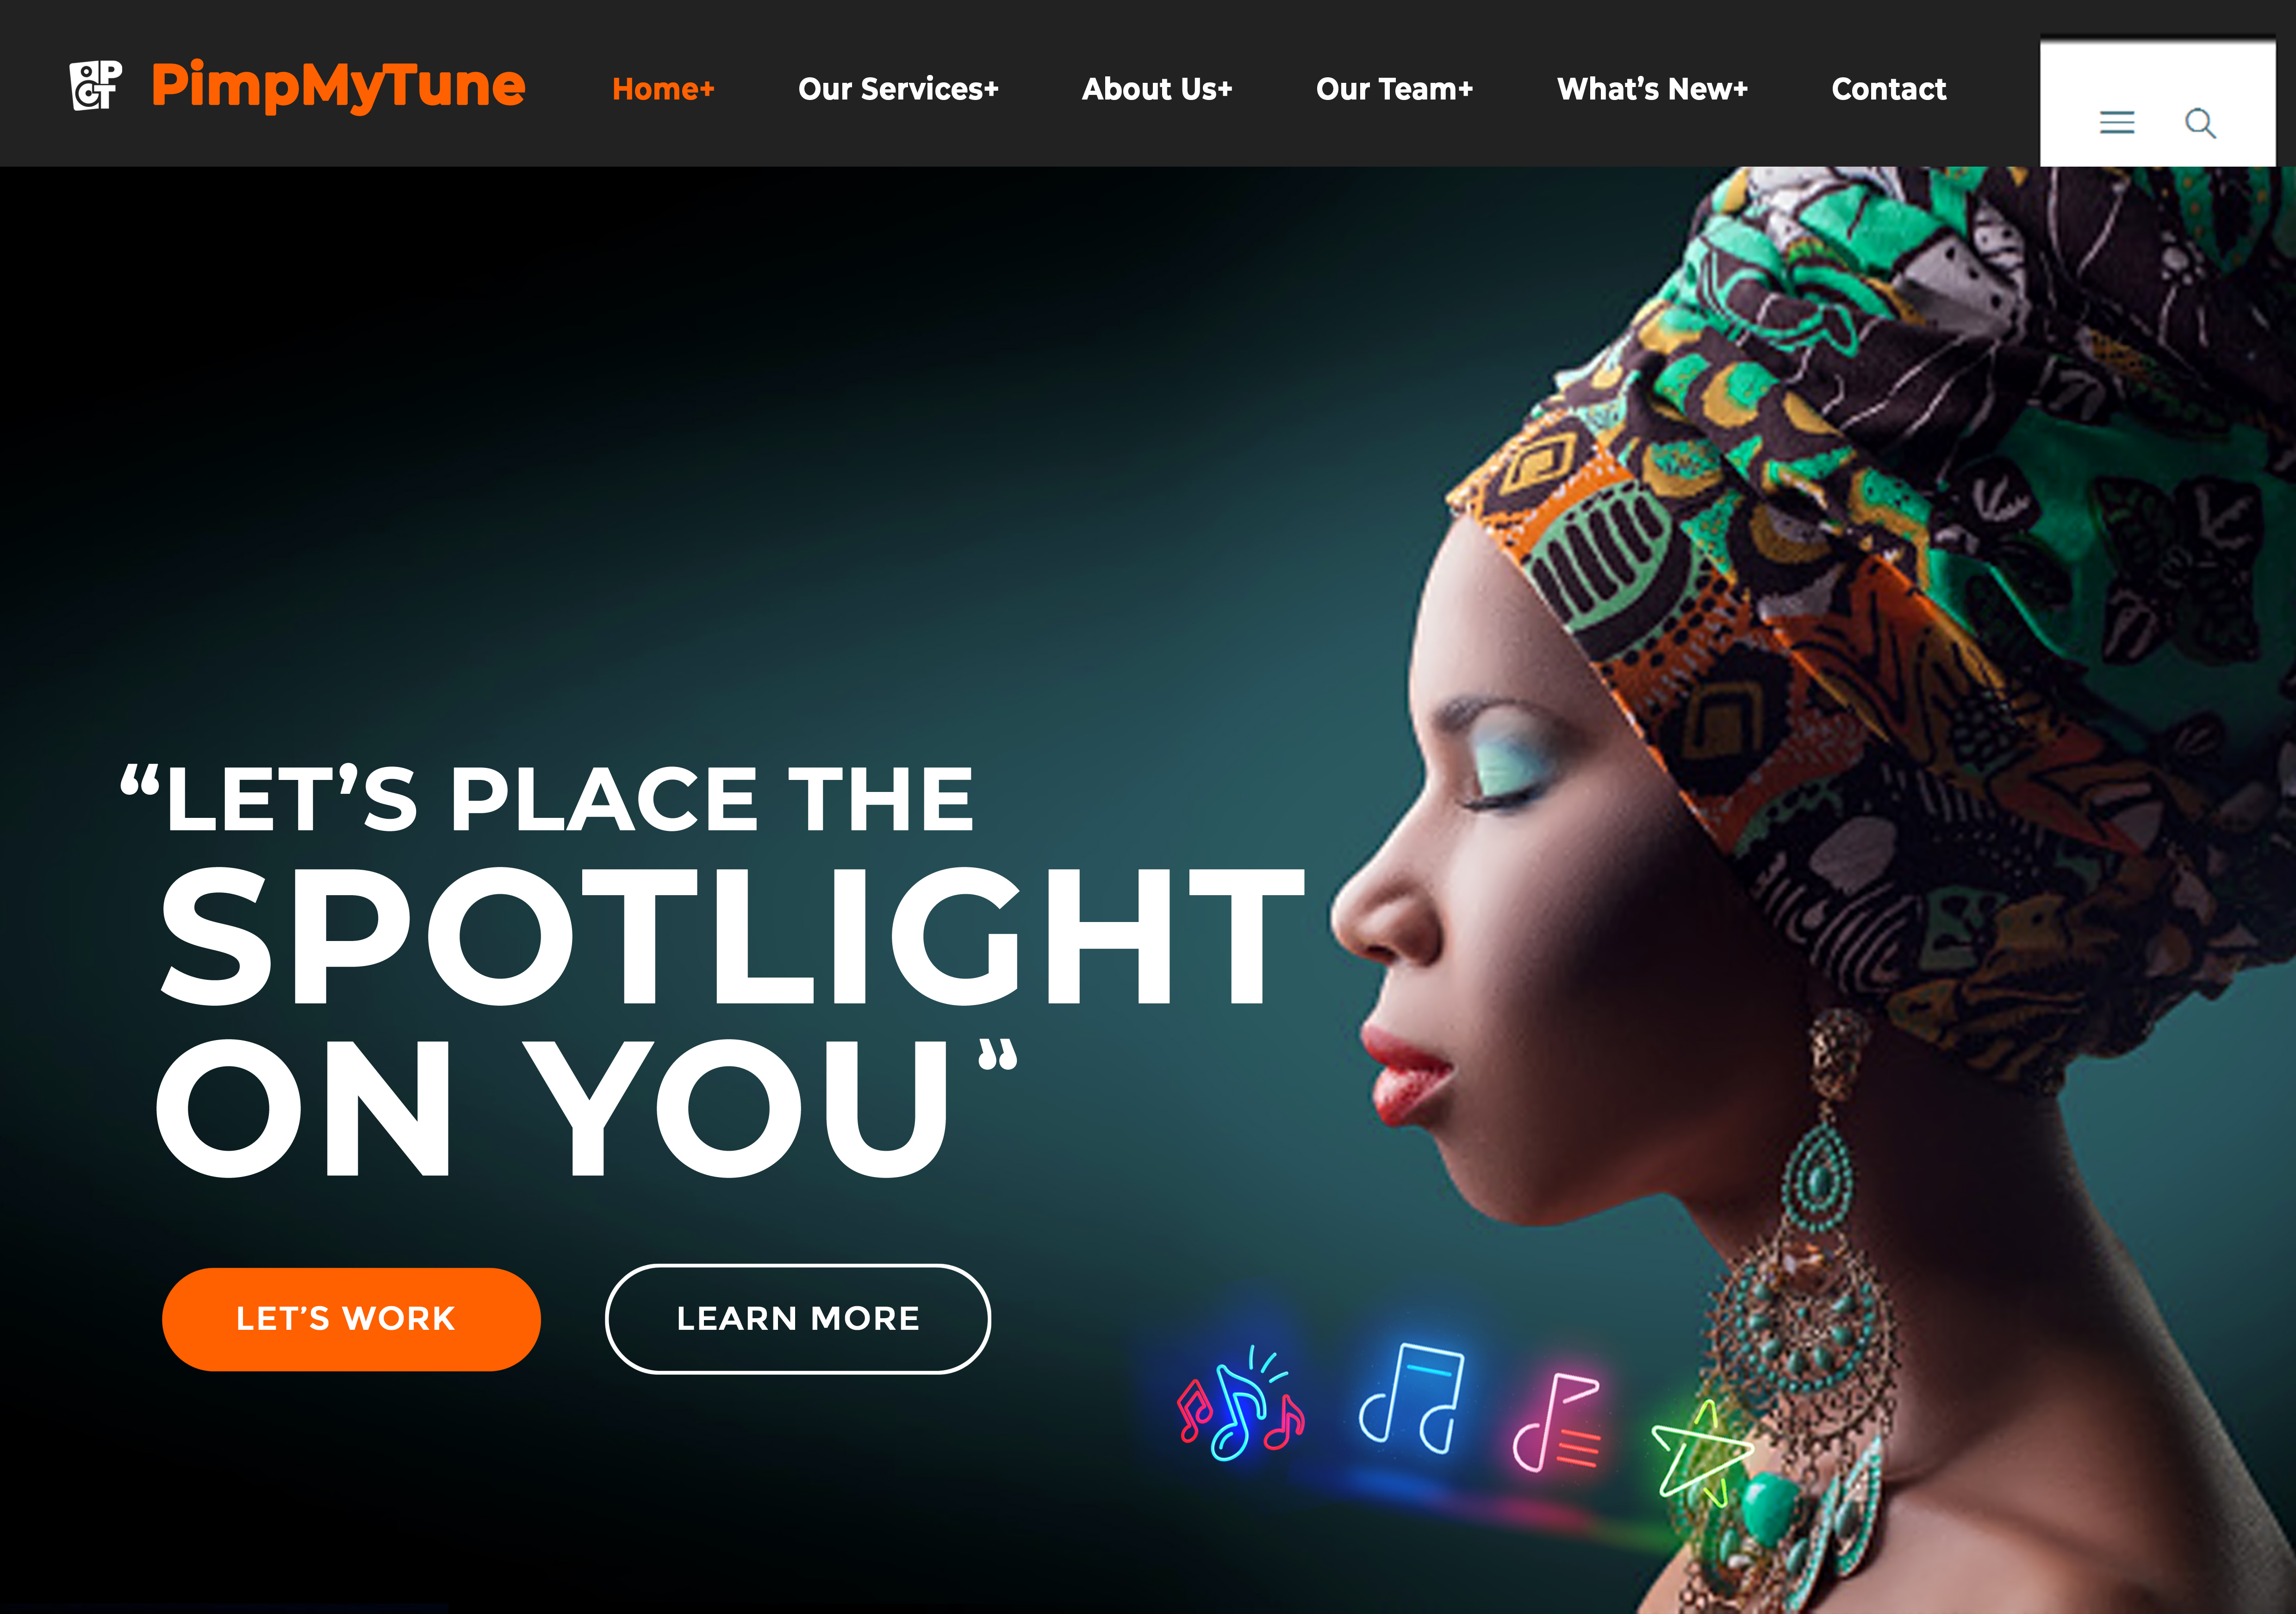 PCT
PimpMyTune
Home+
Our Services+
About Us+
Our Team+
What’s New+
Contact
“LET’S PLACE THE
SPOTLIGHT
ON YOU“
LET’S WORK
LEARN MORE